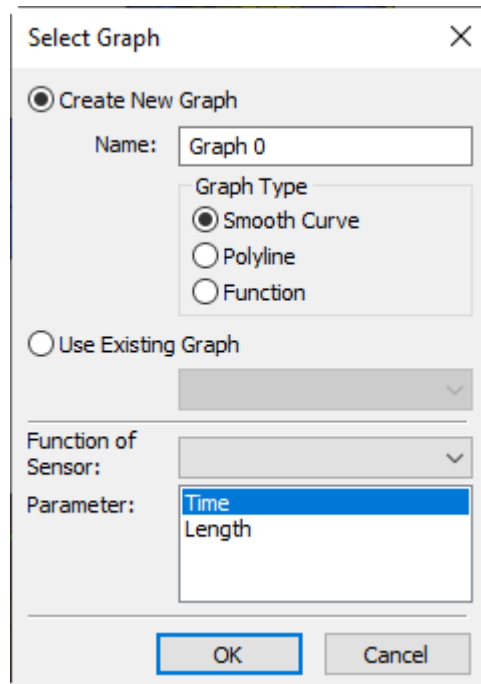 Select Graph
Create New Graph
Name: Graph 0
Graph Type
Smooth Curve
Polyline
Function
Use Existing Graph
Function of
Sensor:
Parameter: Time
Length
OK Cancel